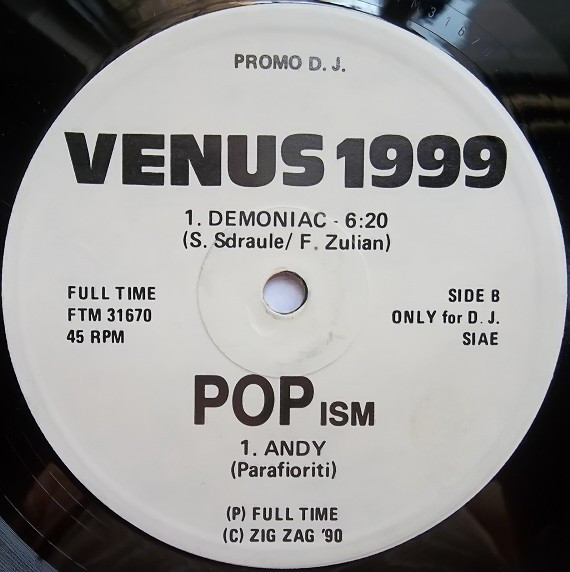 PROMO D. J.
VENUS 1999
1. DEMONIAC - 6:20
(S. Sdraule/ F. Zulian)
FULL TIME
FTM 31670
45 RPM
SIDE B
ONLY for D. J.
SIAE
POPISM
1. ANDY
(Parafioriti)
(P) FULL TIME
(C) ZIG ZAG '90